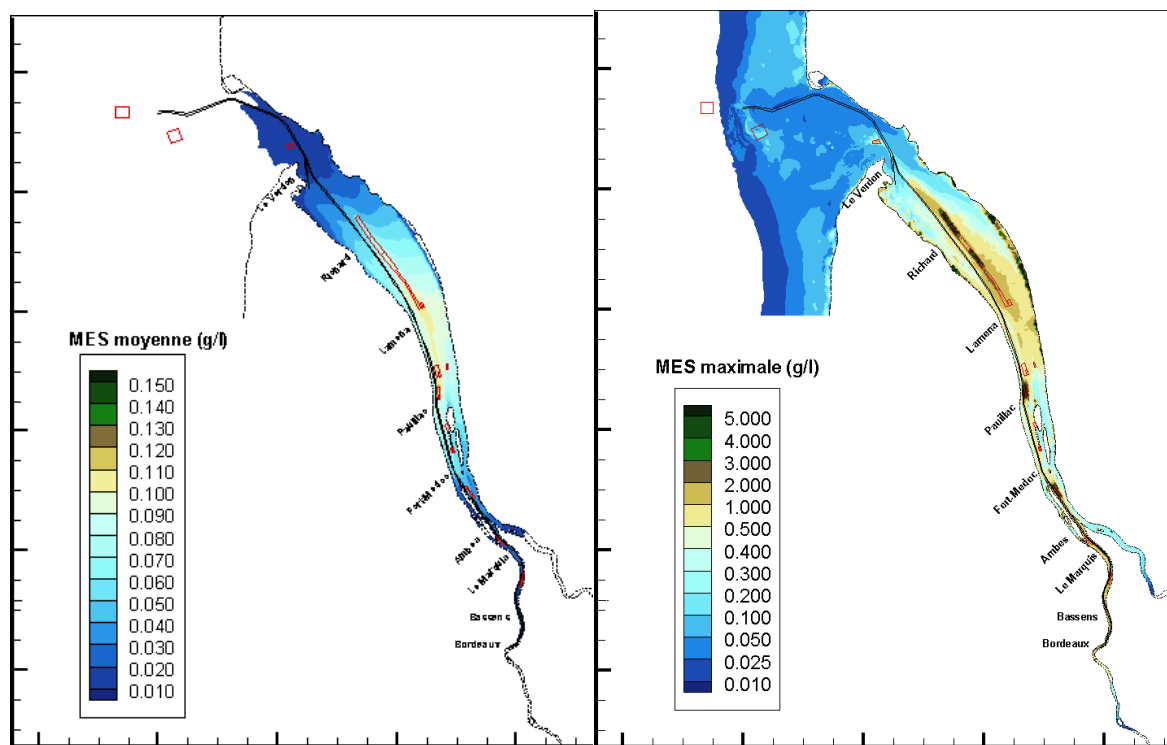 MES moyenne (g/l)
0.150
0.140
0.130
0.120
0.110
0.100
0.090
0.080
0.070
0.060
0.050
0.040
0.030
0.020
0.010
Le Verdon
Richard
Lamena
Pauillac
Fort-Medoc
Ambes
Le Marquis
Bassens
Bordeaux
MES maximale (g/l)
5.000
4.000
3.000
2.000
1.000
0.500
0.400
0.300
0.200
0.100
0.050
0.025
0.010
Le Verdon
Richard
Lamena
Pauillac
Fort-Medoc
Ambes
Le Marquis
Bassens
Bordeaux